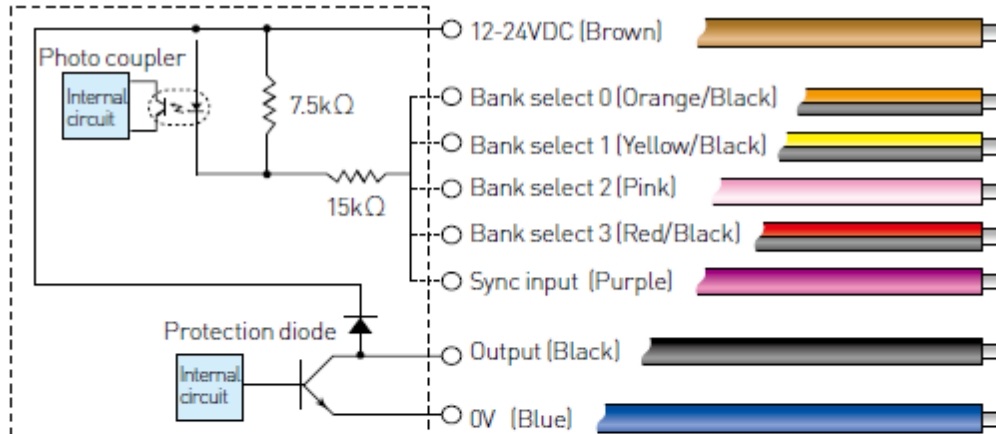 12-24VDC (Brown)
Photo coupler
Internal
circuit
7.5kΩ
15kΩ
Bank select 0 (Orange/Black)
Bank select 1 (Yellow/Black)
Bank select 2 (Pink)
Bank select 3 (Red/Black)
Sync input (Purple)
Protection diode
Internal
circuit
Output (Black)
0V (Blue)